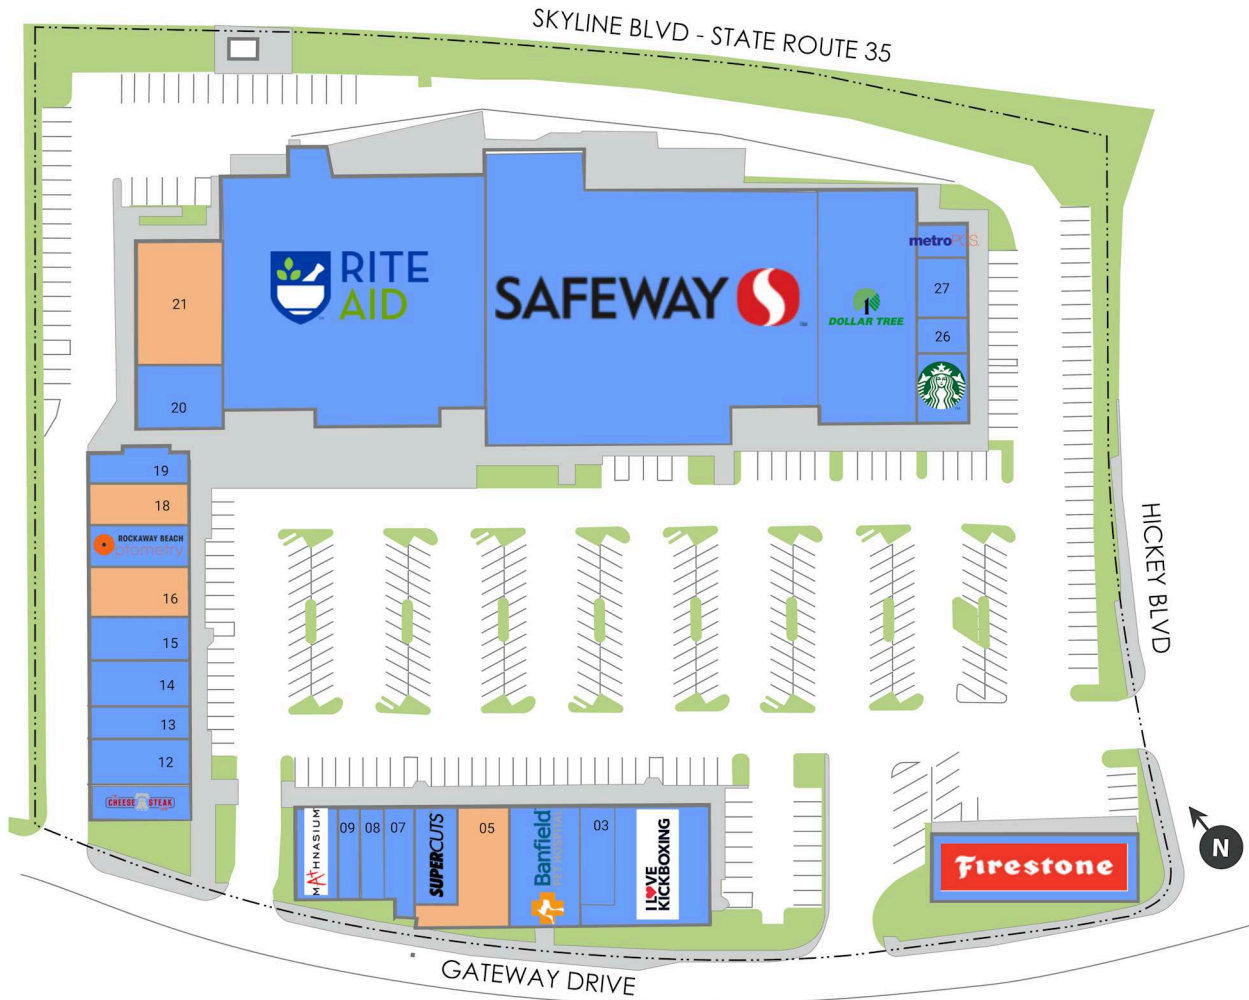 SKYLINE BLVD - STATE ROUTE 35
RITE
AID
SAFEWAY
DOLLAR TREE
metroPCS.
27
26
21
20
19
18
ROCKAWAY BEACH
optometry
16
15
14
13
12
CHEESE STEAK
HICKEY BLVD
MATHNASIUM
09
08
07
SUPERCUTS
05
Banfield
03
I LOVE
KICKBOXING
Firestone
N
GATEWAY DRIVE